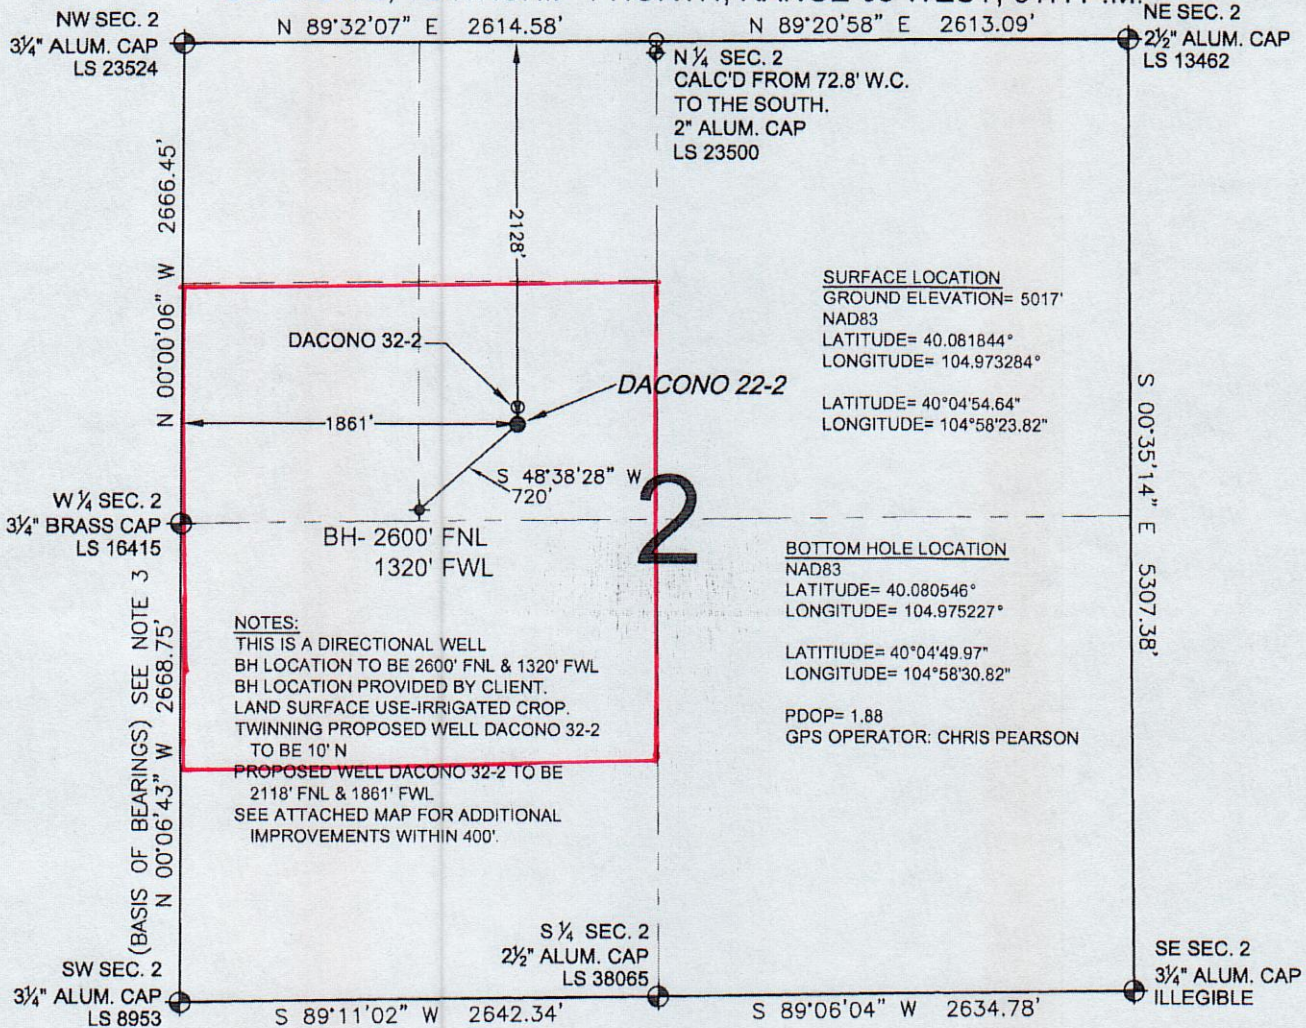 N 89°32'07" E 2614.58'
N 89°20'58" E 2613.09'
NW SEC. 2
3¼" ALUM. CAP
LS 23524
NE SEC. 2
2½" ALUM. CAP
LS 13462
N ¼ SEC. 2
CALC'D FROM 72.8' W.C.
TO THE SOUTH.
2" ALUM. CAP
LS 23500
N 00°00'06" W 2666.45'
2128'
SURFACE LOCATION
GROUND ELEVATION= 5017'
NAD83
LATITUDE= 40.081844°
LONGITUDE= 104.973284°
LATITUDE= 40°04'54.64"
LONGITUDE= 104°58'23.82"
DACONO 32-2
DACONO 22-2
1861'
S 48°38'28" W
720'
2
S 00°35'14" E 5307.38'
W ¼ SEC. 2
3¼" BRASS CAP
LS 16415
BH- 2600' FNL
1320' FWL
BOTTOM HOLE LOCATION
NAD83
LATITUDE= 40.080546°
LONGITUDE= 104.975227°
LATITIUDE= 40°04'49.97"
LONGITUDE= 104°58'30.82"
PDOP= 1.88
GPS OPERATOR: CHRIS PEARSON
NOTES:
THIS IS A DIRECTIONAL WELL
BH LOCATION TO BE 2600' FNL & 1320' FWL
BH LOCATION PROVIDED BY CLIENT.
LAND SURFACE USE-IRRIGATED CROP.
TWINNING PROPOSED WELL DACONO 32-2
TO BE 10' N
PROPOSED WELL DACONO 32-2 TO BE
2118' FNL & 1861' FWL
SEE ATTACHED MAP FOR ADDITIONAL
IMPROVEMENTS WITHIN 400'.
(BASIS OF BEARINGS) SEE NOTE 3
N 00°06'43" W 2668.75'
SW SEC. 2
3¼" ALUM. CAP
LS 8953
S ¼ SEC. 2
2½" ALUM. CAP
LS 38065
SE SEC. 2
3¼" ALUM. CAP
ILLEGIBLE
S 89°11'02" W 2642.34'
S 89°06'04" W 2634.78'